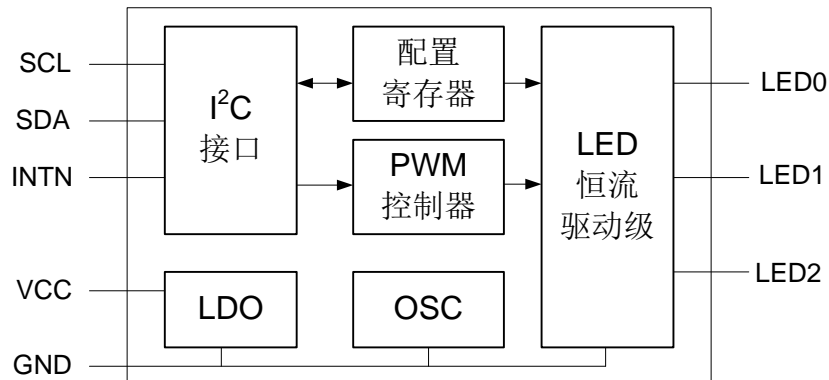 SCL
SDA
INTN
VCC
GND
I²C
接口
配置
寄存器
PWM
控制器
LDO
OSC
LED
恒流
驱动级
LED0
LED1
LED2